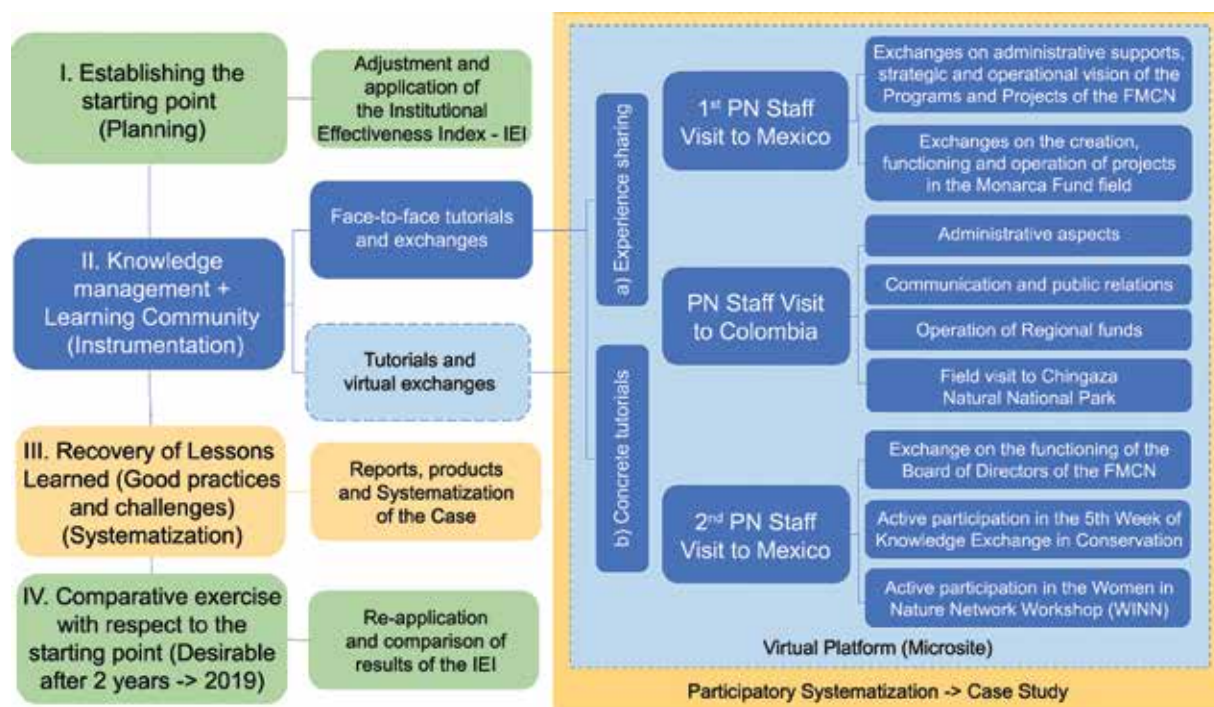 I. Establishing the
starting point
(Planning)
Adjustment and
application of
the Institutional
Effectiveness Index - IEI
II. Knowledge
management +
Learning Community
(Instrumentation)
Face-to-face tutorials
and exchanges
Tutorials and
virtual exchanges
III. Recovery of Lessons
Learned (Good practices
and challenges)
(Systematization)
Reports, products
and Systematization
of the Case
IV. Comparative exercise
with respect to the
starting point (Desirable
after 2 years -> 2019)
Re-application
and comparison of
results of the IEI
a) Experience sharing
b) Concrete tutorials
1st PN Staff
Visit to Mexico
Exchanges on administrative supports,
strategic and operational vision of the
Programs and Projects of the FMCN
Exchanges on the creation,
functioning and operation of projects
in the Monarca Fund field
PN Staff Visit
to Colombia
Administrative aspects
Communication and public relations
Operation of Regional funds
Field visit to Chingaza
Natural National Park
2nd PN Staff
Visit to Mexico
Exchange on the functioning of the
Board of Directors of the FMCN
Active participation in the 5th Week of
Knowledge Exchange in Conservation
Active participation in the Women in
Nature Network Workshop (WINN)
Virtual Platform (Microsite)
Participatory Systematization -> Case Study